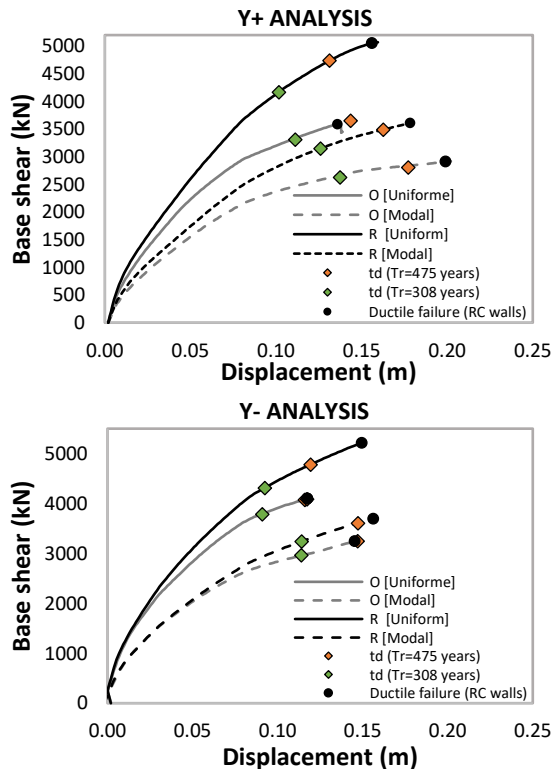 Y+ ANALYSIS
5000
4500
4000
3500
3000
2500
2000
1500
1000
500
0
Base shear (kN)
O [Uniforme]
O [Modal]
R [Uniform]
R [Modal]
td (Tr=475 years)
td (Tr=308 years)
Ductile failure (RC walls)
0.00 0.05 0.10 0.15 0.20 0.25
Displacement (m)
Y- ANALYSIS
5000
4000
3000
2000
1000
0
Base shear (kN)
O [Uniforme]
O [Modal]
R [Uniform]
R [Modal]
td (Tr=475 years)
td (Tr=308 years)
Ductile failure (RC walls)
0.00 0.05 0.10 0.15 0.20 0.25
Displacement (m)